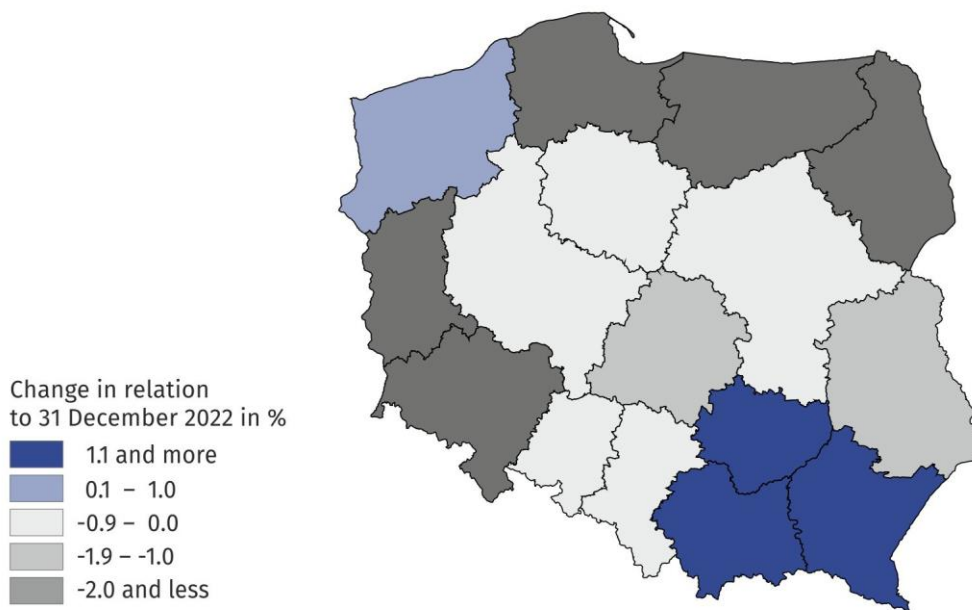 Change in relation
to 31 December 2022 in %
1.1 and more
0.1 – 1.0
-0.9 – 0.0
-1.9 – -1.0
-2.0 and less